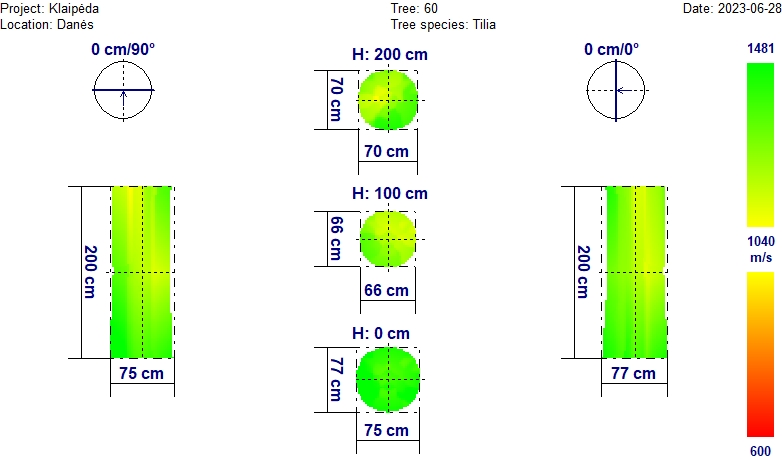 Project: Klaipėda
Tree: 60
Date: 2023-06-28
Location: Danės
Tree species: Tilia
0 cm/90°
H: 200 cm
0 cm/0°
1481
70 cm
70 cm
H: 100 cm
66 cm
66 cm
1040
m/s
200 cm
200 cm
H: 0 cm
77 cm
75 cm
75 cm
77 cm
600